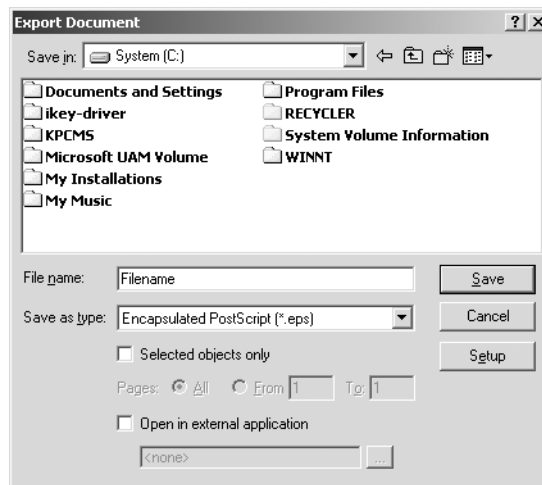 Export Document
Save in: System (C:)
Documents and Settings
ikey-driver
KPCMS
Microsoft UAM Volume
My Installations
My Music
Program Files
RECYCLER
System Volume Information
WINNT
File name: Filename Save
Save as type: Encapsulated PostScript (*.eps) Cancel
Selected objects only Setup
Pages: All From 1 To: 1
Open in external application
<none> ...